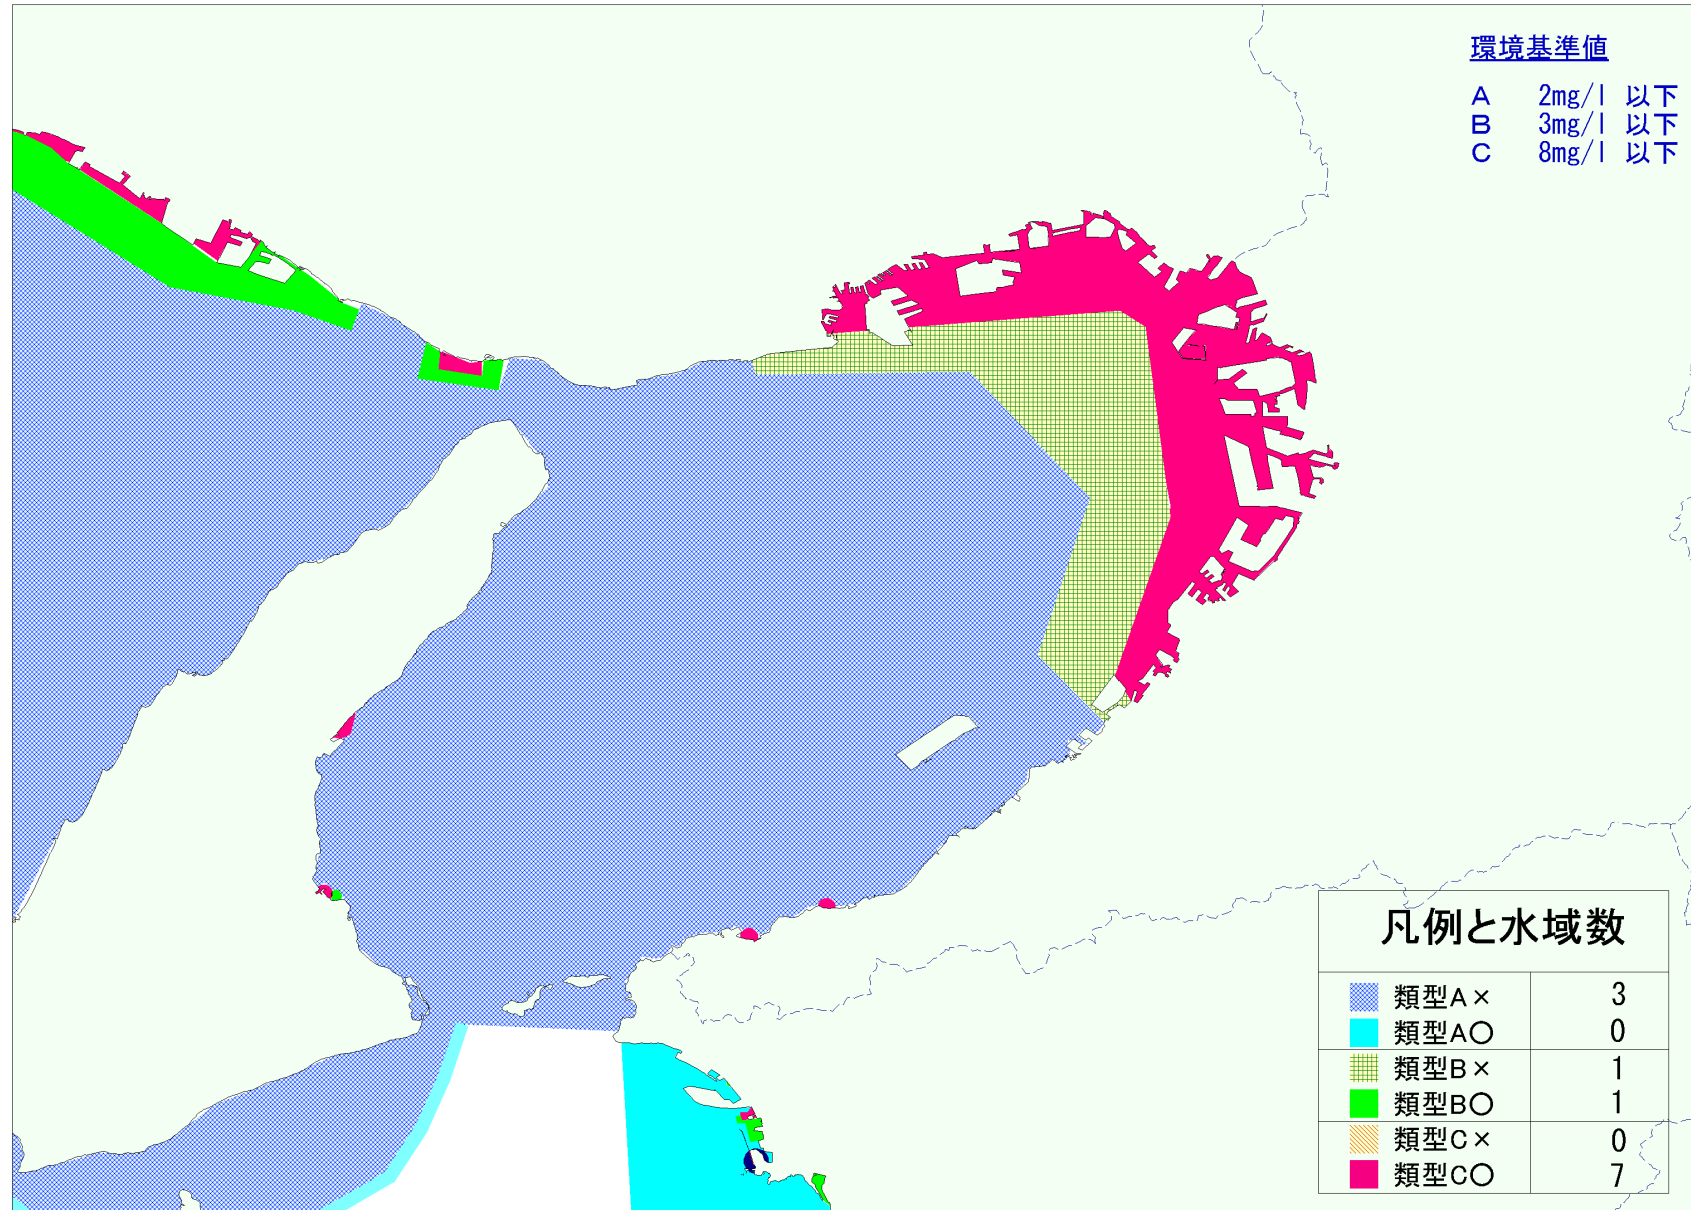 環境基準値
A 2mg/l 以下
B 3mg/l 以下
C 8mg/l 以下
凡例と水域数
類型A× 3
類型A○ 0
類型B× 1
類型B○ 1
類型C× 0
類型C○ 7